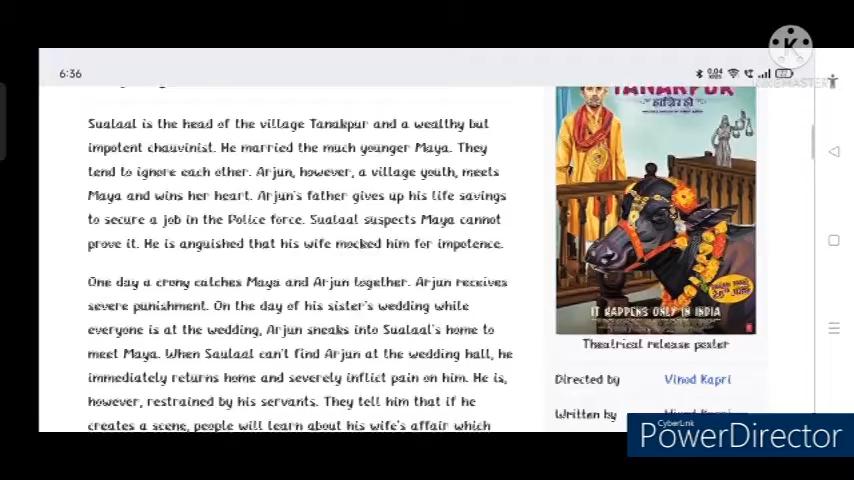 6:36
Sualaal is the head of the village Tanakpur and a wealthy but
impotent chauvinist. He married the much younger Maya. They
tend to ignore each other. Arjun, however, a village youth, meets
Maya and wins her heart. Arjun's father gives up his life savings
to secure a job in the Police force. Sualaal suspects Maya cannot
prove it. He is anguished that his wife mocked him for impotence.
One day a crony catches Maya and Arjun together. Arjun receives
severe punishment. On the day of his sister's wedding while
everyone is at the wedding, Arjun sneaks into Sualaal's home to
meet Maya. When Saulaal can't find Arjun at the wedding hall, he
immediately returns home and severely inflict pain on him. He is,
however, restrained by his servants. They tell him that if he
creates a scene, people will learn about his wife's affair which
TANAKPUR
हाज़िर हो
IT HAPPENS ONLY IN INDIA
Theatrical release poster
Directed by Vinod Kapri
Written by
KINEMASTER
CyberLink
PowerDirector